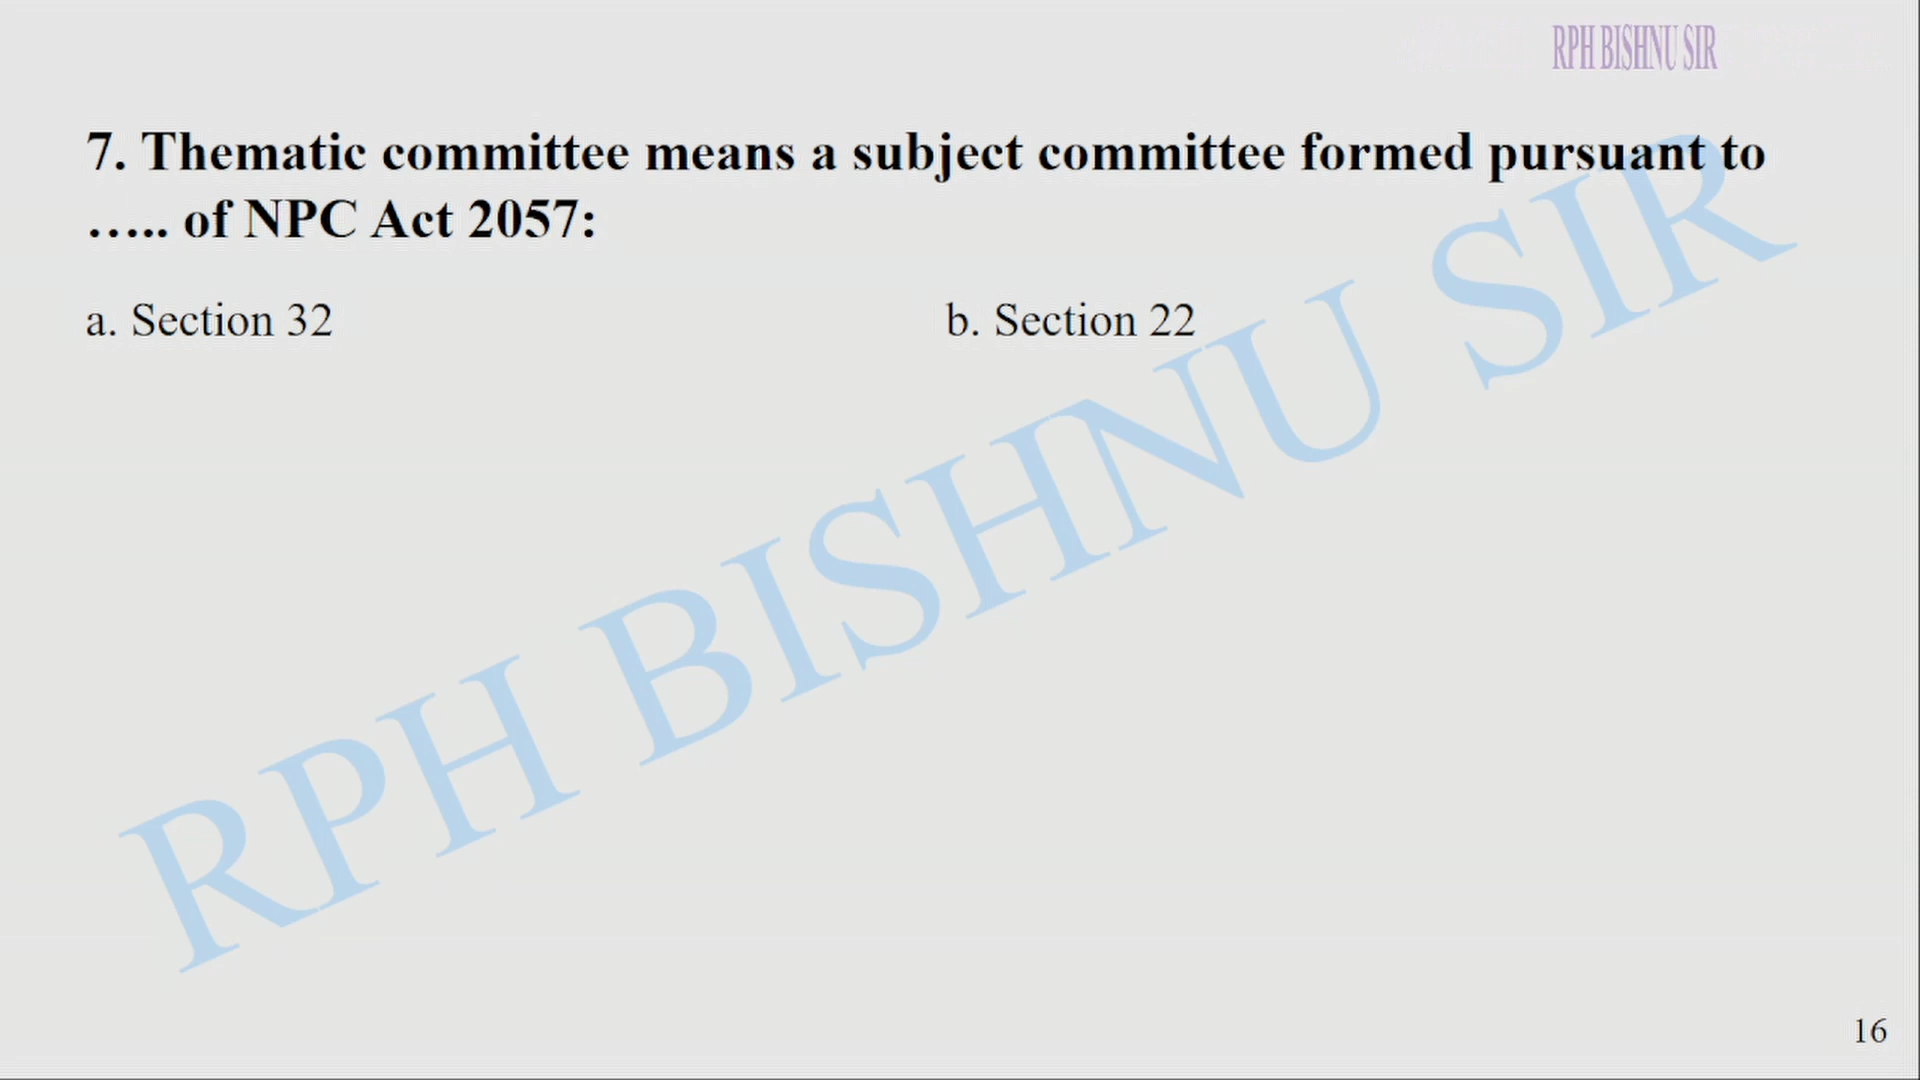 RPH BISHNU SIR
7. Thematic committee means a subject committee formed pursuant to
….. of NPC Act 2057:
a. Section 32
b. Section 22
RPH BISHNU SIR
16